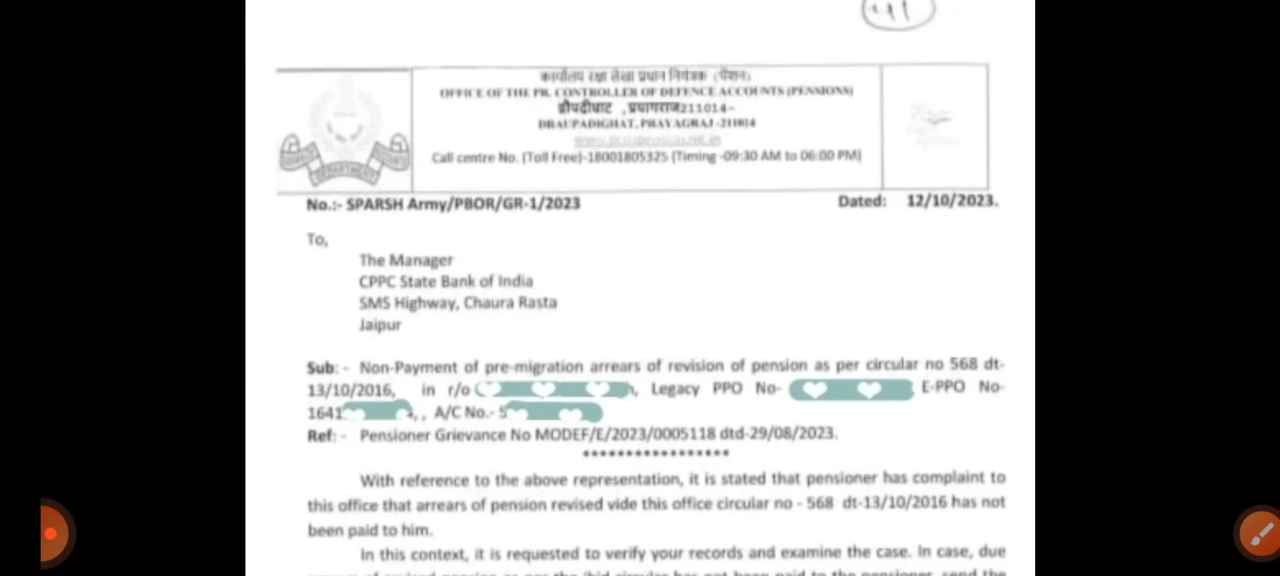 कार्यालय रक्षा लेखा प्रधान नियंत्रक (पेंशन)
OFFICE OF THE PR. CONTROLLER OF DEFENCE ACCOUNTS (PENSIONS)
द्रौपदीघाट , प्रयागराज211014-
DRAUPADIGHAT, PRAYAGRAJ-211014
Call centre No. (Toll Free)-18001805325 (Timing -09:30 AM to 06:00 PM)
No.:- SPARSH Army/PBOR/GR-1/2023 Dated: 12/10/2023.
To,
The Manager
CPPC State Bank of India
SMS Highway, Chaura Rasta
Jaipur
Sub: - Non-Payment of pre-migration arrears of revision of pension as per circular no 568 dt-
13/10/2016, in r/o , Legacy PPO No- E-PPO No-
1641 , , A/C No.-
Ref: - Pensioner Grievance No MODEF/E/2023/0005118 dtd-29/08/2023.
*****************
With reference to the above representation, it is stated that pensioner has complaint to
this office that arrears of pension revised vide this office circular no - 568 dt-13/10/2016 has not
been paid to him.
In this context, it is requested to verify your records and examine the case. In case, due